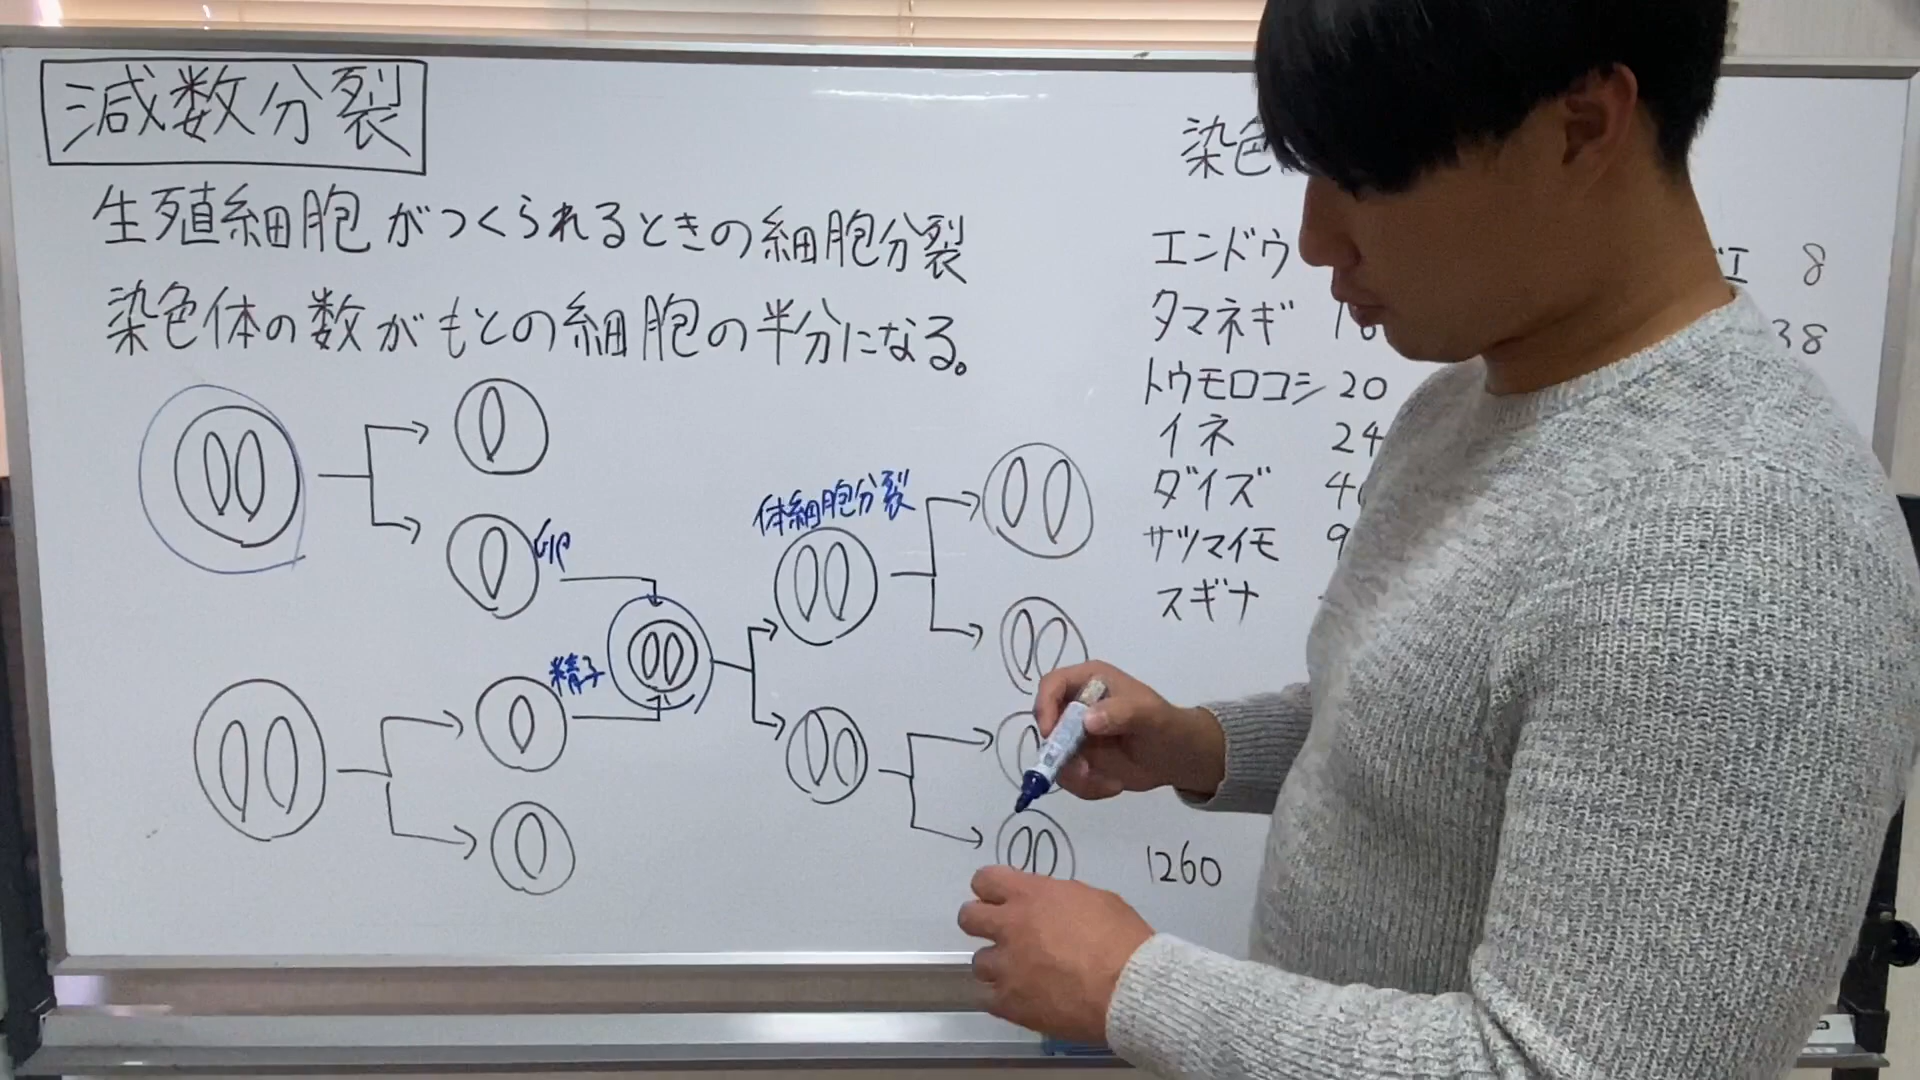 減数分裂
生殖細胞がつくられるときの細胞分裂
染色体の数がもとの細胞の半分になる。
卵
精子
体細胞分裂
染色
エンドウ
タマネギ
トウモロコシ 20
イネ 24
ダイズ
サツマイモ
スギナ
エ 8
38
1260